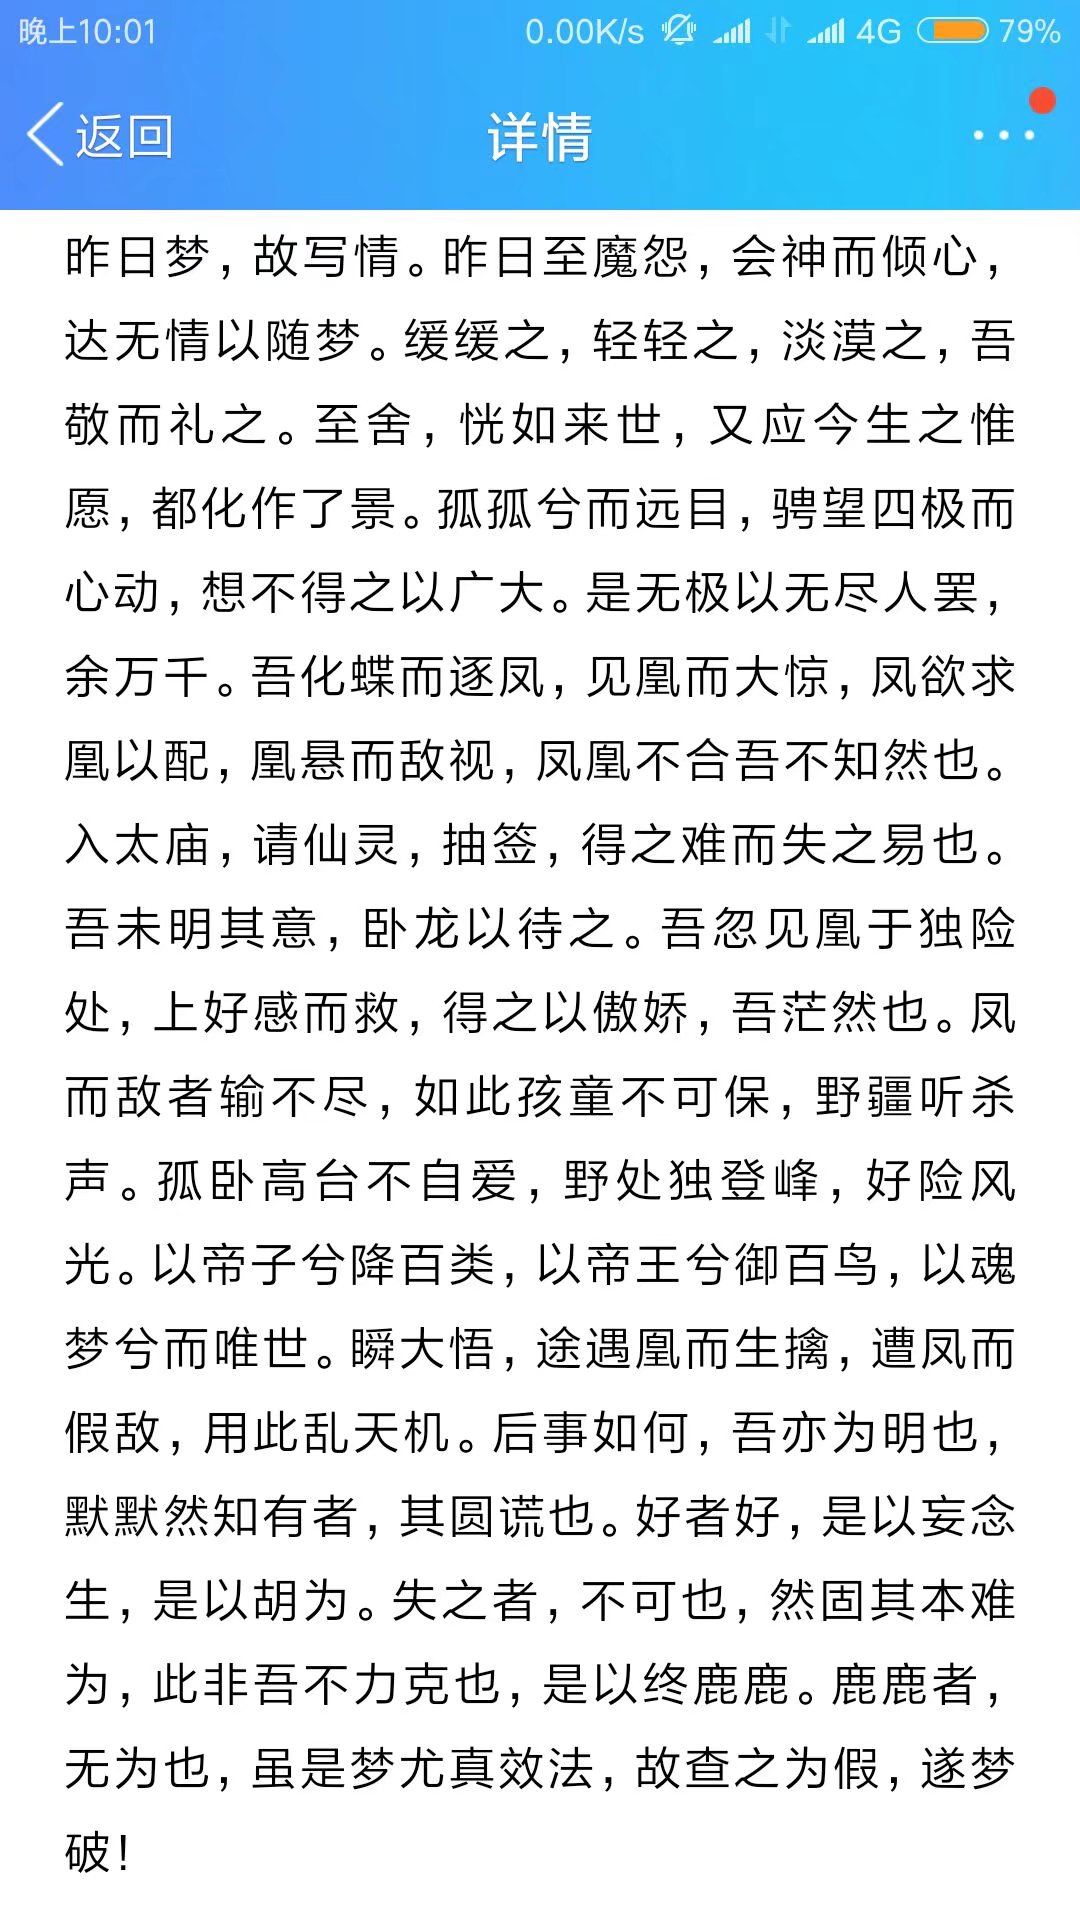 晚上10:01 0.00K/s 4G 79%
返回 详情
昨日梦，故写情。昨日至魔怨，会神而倾心，
达无情以随梦。缓缓之，轻轻之，淡漠之，吾
敬而礼之。至舍，恍如来世，又应今生之惟
愿，都化作了景。孤孤兮而远目，骋望四极而
心动，想不得之以广大。是无极以无尽人罢，
余万千。吾化蝶而逐凤，见凰而大惊，凤欲求
凰以配，凰悬而敌视，凤凰不合吾不知然也。
入太庙，请仙灵，抽签，得之难而失之易也。
吾未明其意，卧龙以待之。吾忽见凰于独险
处，上好感而救，得之以傲娇，吾茫然也。凤
而敌者输不尽，如此孩童不可保，野疆听杀
声。孤卧高台不自爱，野处独登峰，好险风
光。以帝子兮降百类，以帝王兮御百鸟，以魂
梦兮而唯世。瞬大悟，途遇凰而生擒，遭凤而
假敌，用此乱天机。后事如何，吾亦为明也，
默默然知有者，其圆谎也。好者好，是以妄念
生，是以胡为。失之者，不可也，然固其本难
为，此非吾不力克也，是以终鹿鹿。鹿鹿者，
无为也，虽是梦尤真效法，故查之为假，遂梦
破！